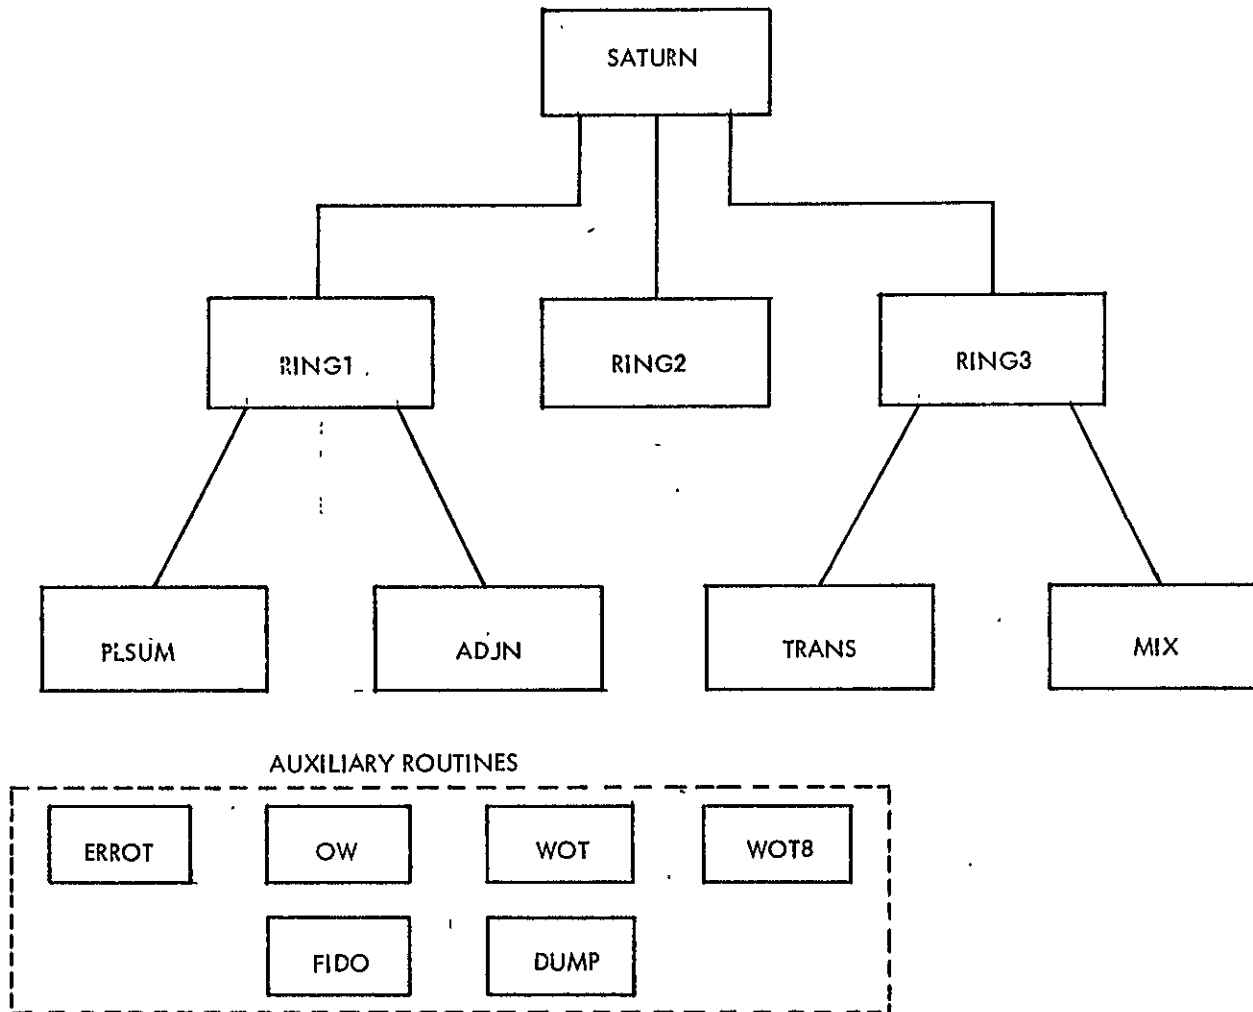 SATURN
RING1
RING2
RING3
PLSUM
ADJN
TRANS
MIX
AUXILIARY ROUTINES
ERROT
OW
WOT
WOT8
FIDO
DUMP